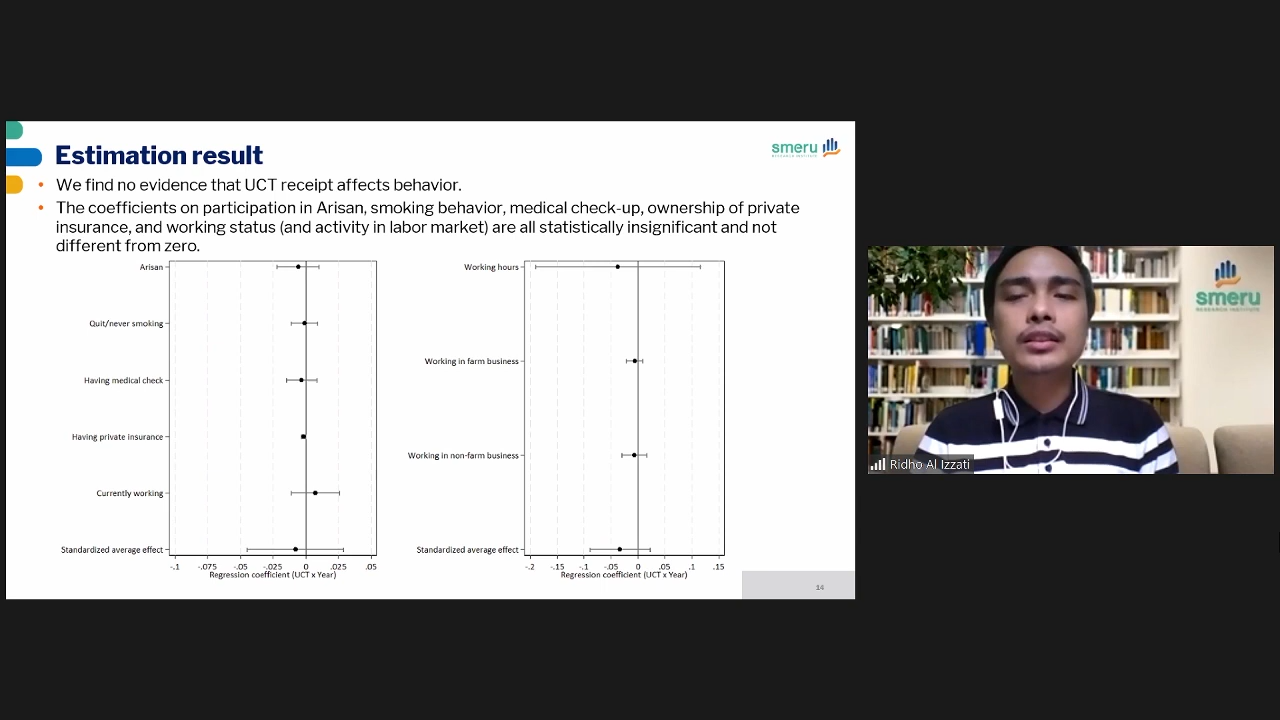 Estimation result
smeru
RESEARCH INSTITUTE
• We find no evidence that UCT receipt affects behavior.
• The coefficients on participation in Arisan, smoking behavior, medical check-up, ownership of private
insurance, and working status (and activity in labor market) are all statistically insignificant and not
different from zero.
Arisan
Quit/never smoking
Having medical check
Having private insurance
Currently working
Standardized average effect
-.1 -.075 -.05 -.025 0 .025 .05
Regression coefficient (UCT x Year)
Working hours
Working in farm business
Working in non-farm business
Standardized average effect
-.2 -.15 -.1 -.05 0 .05 .1 .15
Regression coefficient (UCT x Year)
14
smeru
RESEARCH INSTITUTE
Ridho Al Izzati